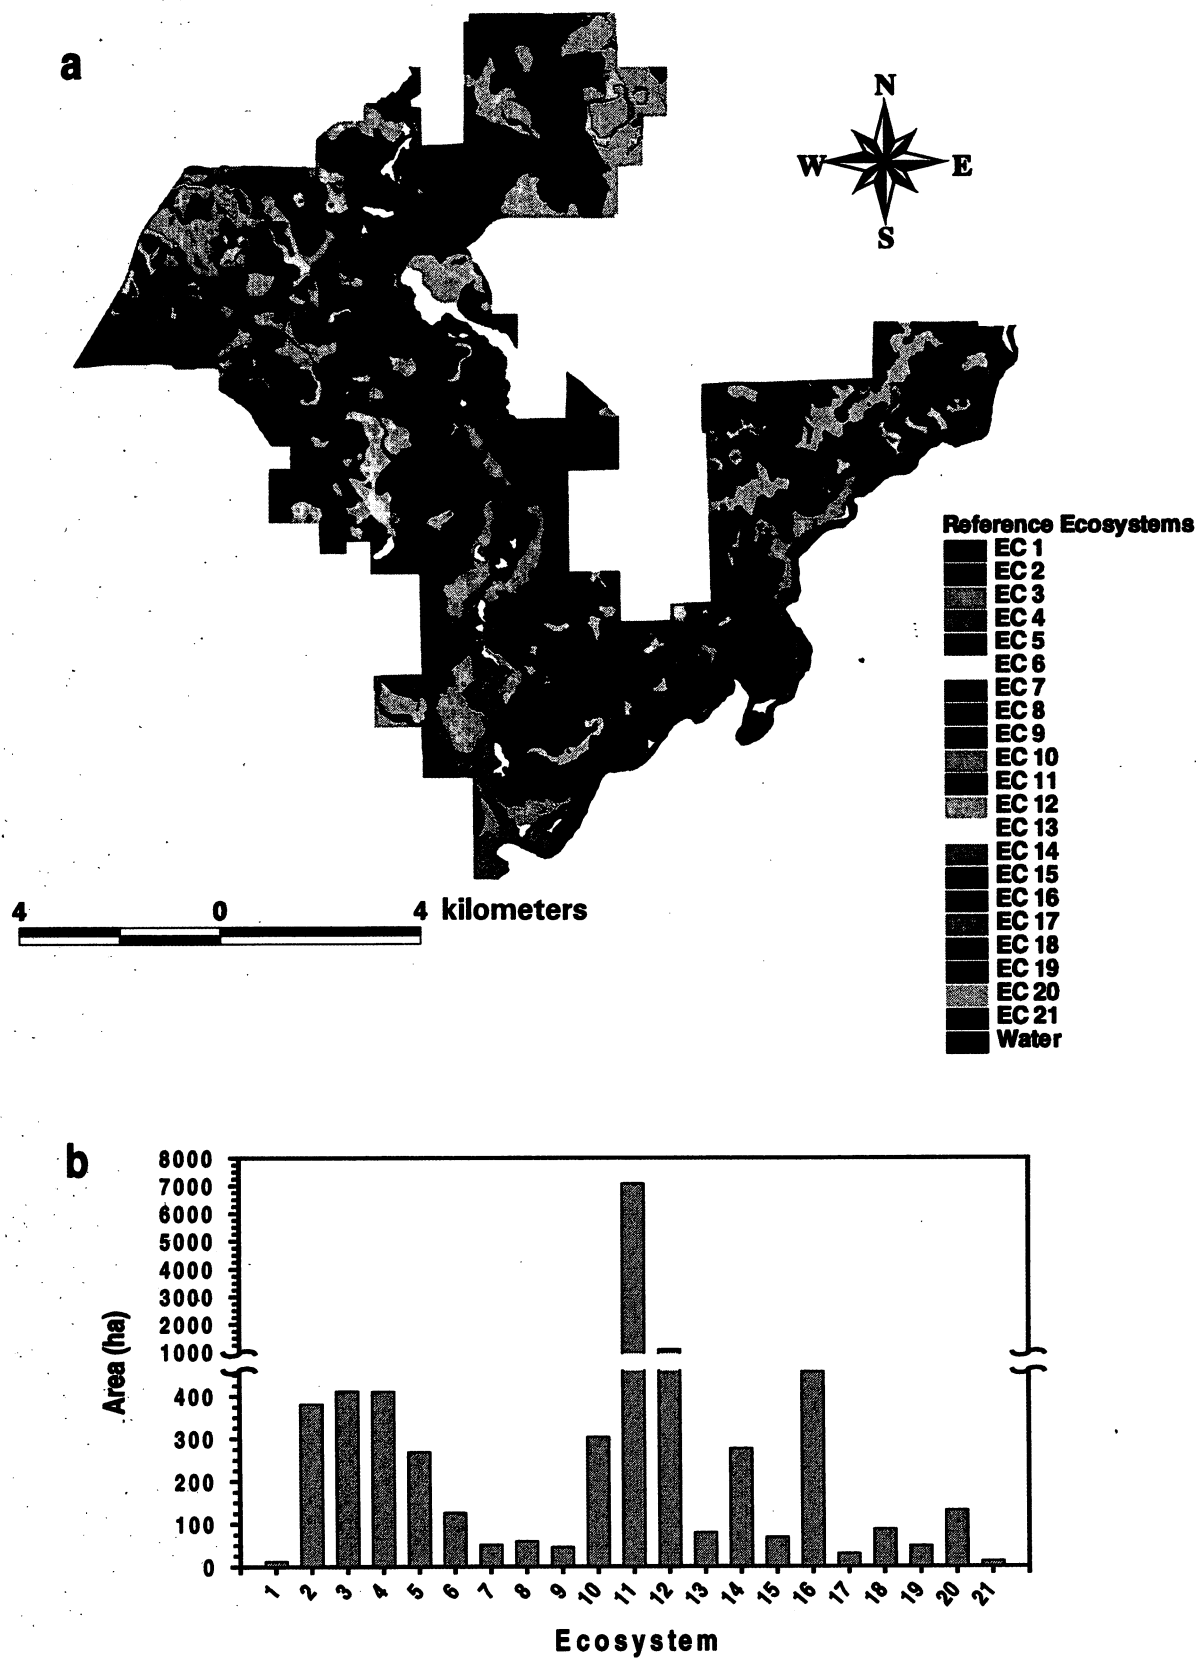 a
N
W E
S
Reference Ecosystems
EC 1
EC 2
EC 3
EC 4
EC 5
EC 6
EC 7
EC 8
EC 9
EC 10
EC 11
EC 12
EC 13
EC 14
EC 15
EC 16
EC 17
EC 18
EC 19
EC 20
EC 21
Water
4 0 4 kilometers
b
8000
7000
6000
5000
4000
3000
2000
1000
400
300
200
100
0
Area (ha)
1 2 3 4 5 6 7 8 9 10 11 12 13 14 15 16 17 18 19 20 21
Ecosystem